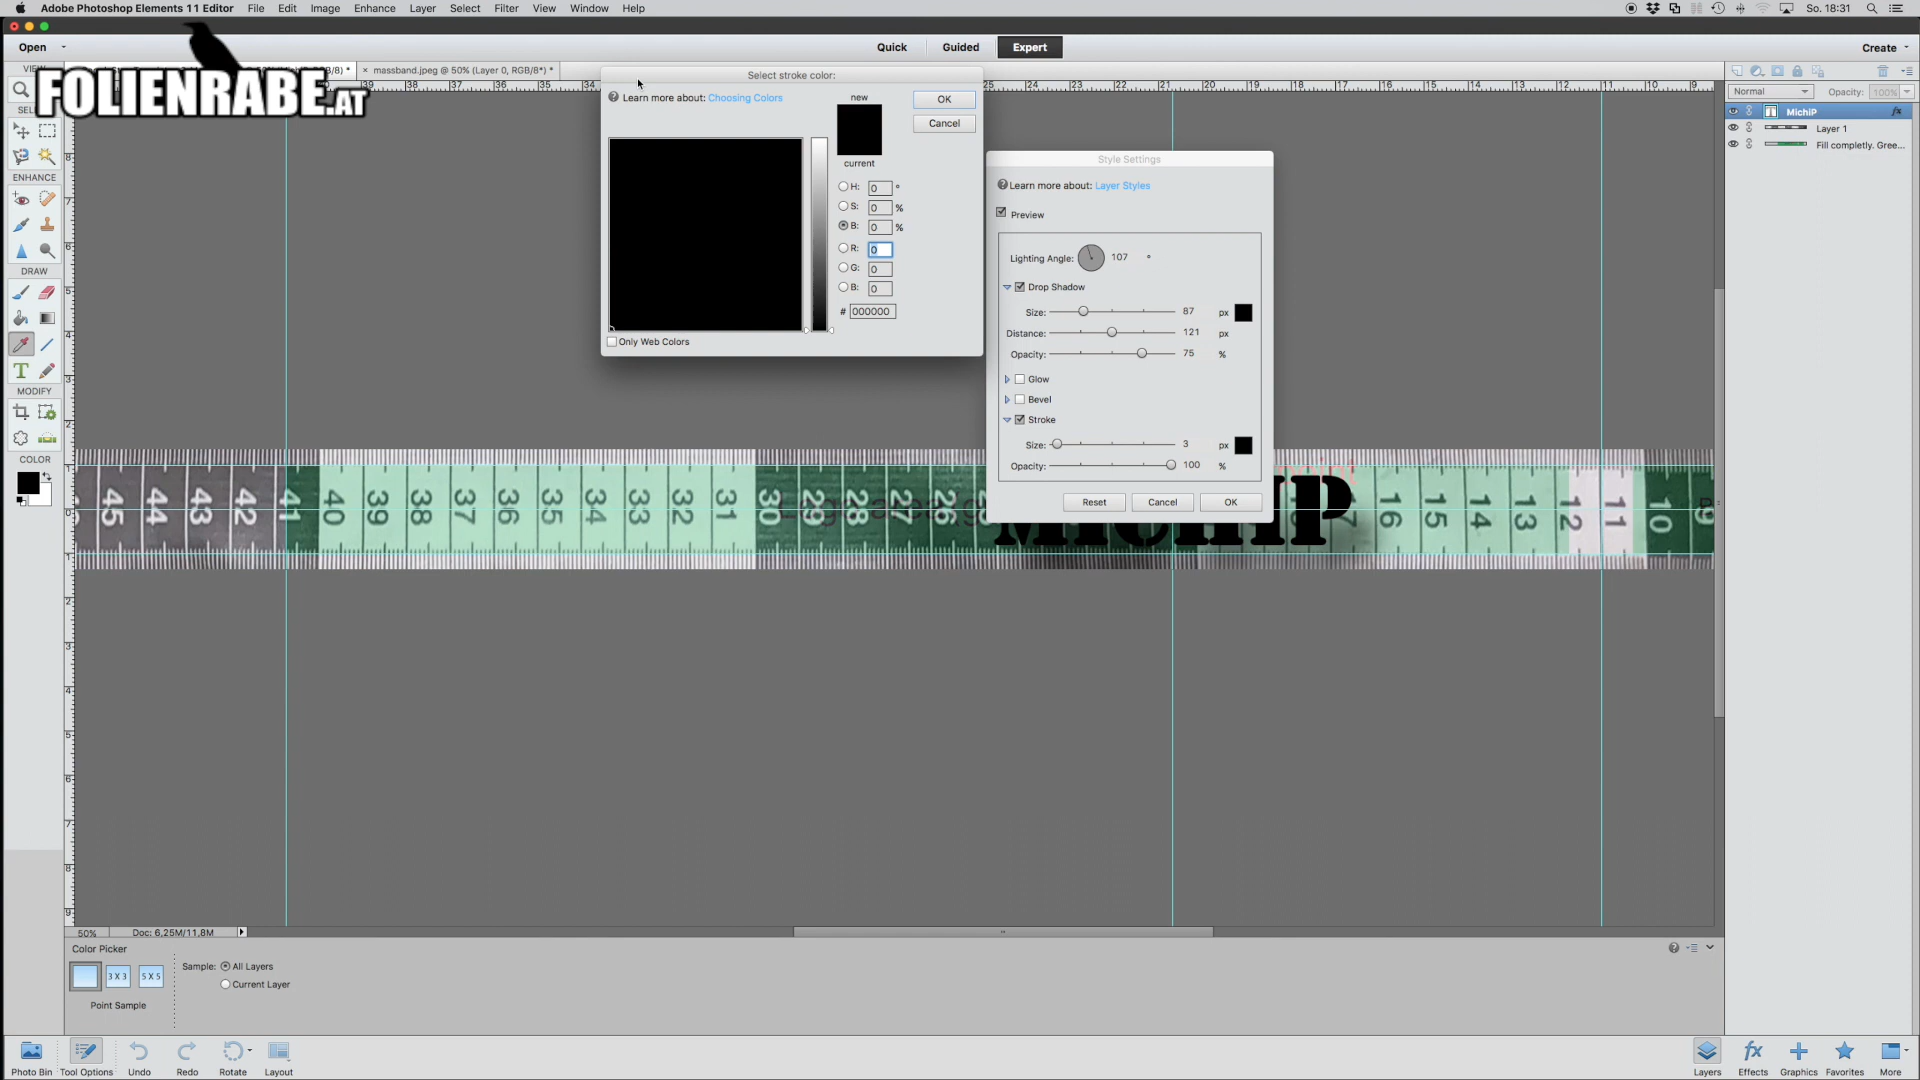 Adobe Photoshop Elements 11 Editor File Edit Image Enhance Layer Select Filter View Window Help So. 18:31
Open Quick Guided Expert Create
FOLIENRABE.AT
massband.jpeg @ 50% (Layer 0, RGB/8*) *
VIEW
SELECT
ENHANCE
DRAW
MODIFY
COLOR
Select stroke color:
Learn more about: Choosing Colors
new
current
OK
Cancel
H: 0 °
S: 0 %
B: 0 %
R: 0
G: 0
B: 0
# 000000
Only Web Colors
Style Settings
Learn more about: Layer Styles
Preview
Lighting Angle: 107 °
Drop Shadow
Size: 87 px
Distance: 121 px
Opacity: 75 %
Glow
Bevel
Stroke
Size: 3 px
Opacity: 100 %
Reset Cancel OK
45 44 43 42 41 40 39 38 37 36 35 34 33 32 31 30 29 28 27 26 17 16 15 14 13 12 11 10 9
MICHIP
Normal Opacity: 100%
MichiP fx
Layer 1
Fill completly. Gree...
50% Doc: 6,25M/11,8M
Color Picker
3 X 3 5 X 5
Point Sample
Sample: All Layers
Current Layer
Photo Bin Tool Options Undo Redo Rotate Layout
Layers Effects Graphics Favorites More